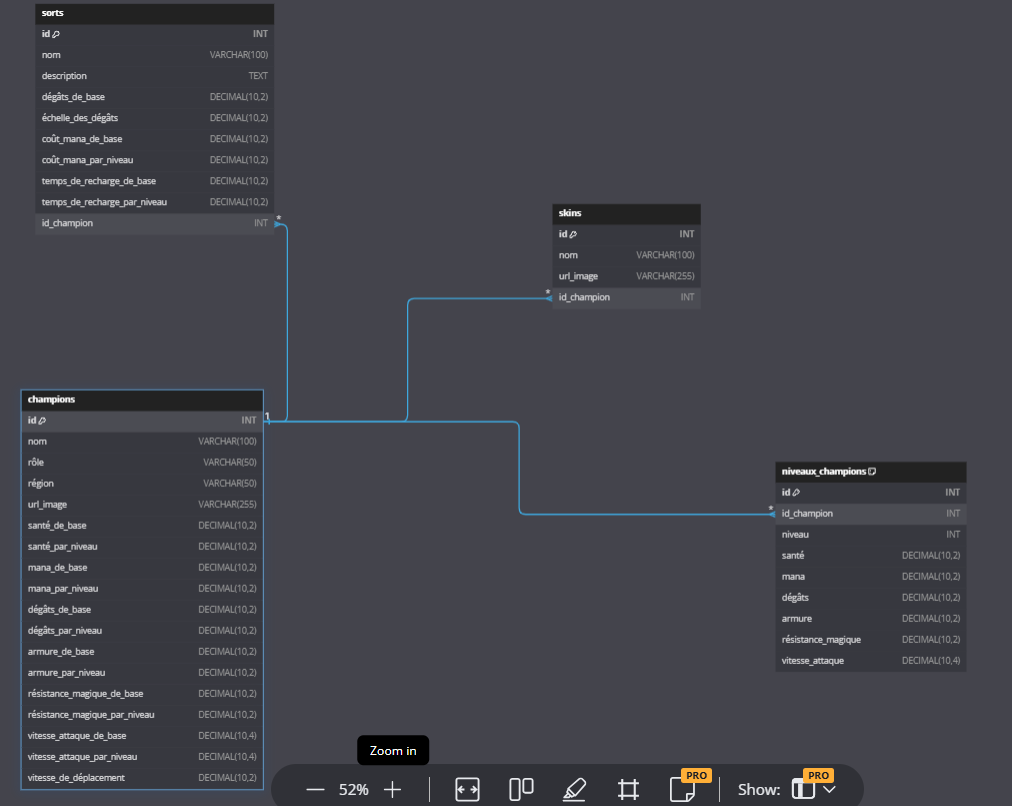 sorts
id INT
nom VARCHAR(100)
description TEXT
dégâts_de_base DECIMAL(10,2)
échelle_des_dégâts DECIMAL(10,2)
coût_mana_de_base DECIMAL(10,2)
coût_mana_par_niveau DECIMAL(10,2)
temps_de_recharge_de_base DECIMAL(10,2)
temps_de_recharge_par_niveau DECIMAL(10,2)
id_champion INT
*
skins
id INT
nom VARCHAR(100)
url_image VARCHAR(255)
* id_champion INT
champions
id INT
1
nom VARCHAR(100)
rôle VARCHAR(50)
région VARCHAR(50)
url_image VARCHAR(255)
santé_de_base DECIMAL(10,2)
santé_par_niveau DECIMAL(10,2)
mana_de_base DECIMAL(10,2)
mana_par_niveau DECIMAL(10,2)
dégâts_de_base DECIMAL(10,2)
dégâts_par_niveau DECIMAL(10,2)
armure_de_base DECIMAL(10,2)
armure_par_niveau DECIMAL(10,2)
résistance_magique_de_base DECIMAL(10,2)
résistance_magique_par_niveau DECIMAL(10,2)
vitesse_attaque_de_base DECIMAL(10,4)
vitesse_attaque_par_niveau DECIMAL(10,4)
vitesse_de_déplacement DECIMAL(10,2)
niveaux_champions
id INT
* id_champion INT
niveau INT
santé DECIMAL(10,2)
mana DECIMAL(10,2)
dégâts DECIMAL(10,2)
armure DECIMAL(10,2)
résistance_magique DECIMAL(10,2)
vitesse_attaque DECIMAL(10,4)
Zoom in
52%
PRO
Show:
PRO